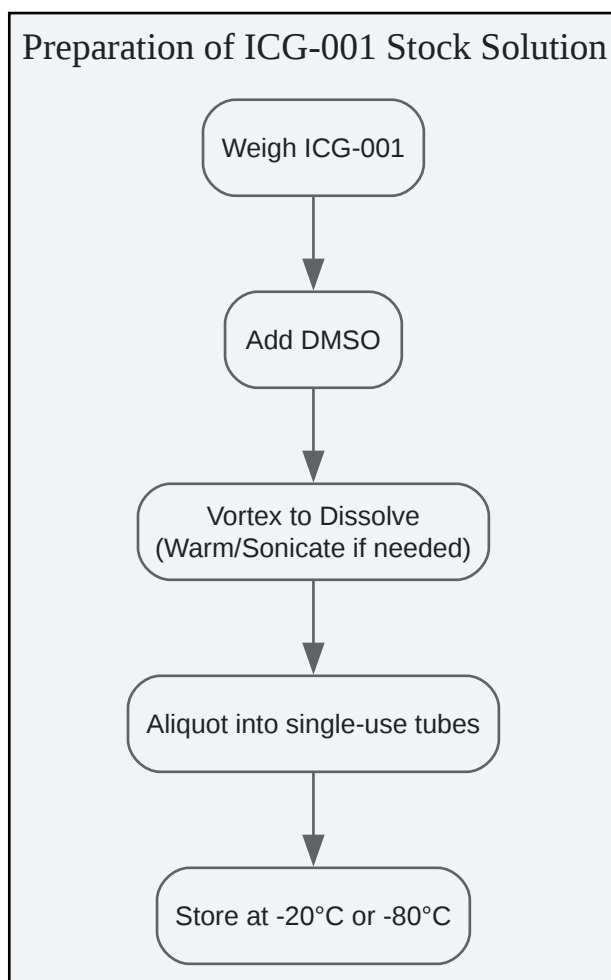 Preparation of ICG-001 Stock Solution
Weigh ICG-001
Add DMSO
Vortex to Dissolve
(Warm/Sonicate if needed)
Aliquot into single-use tubes
Store at -20°C or -80°C